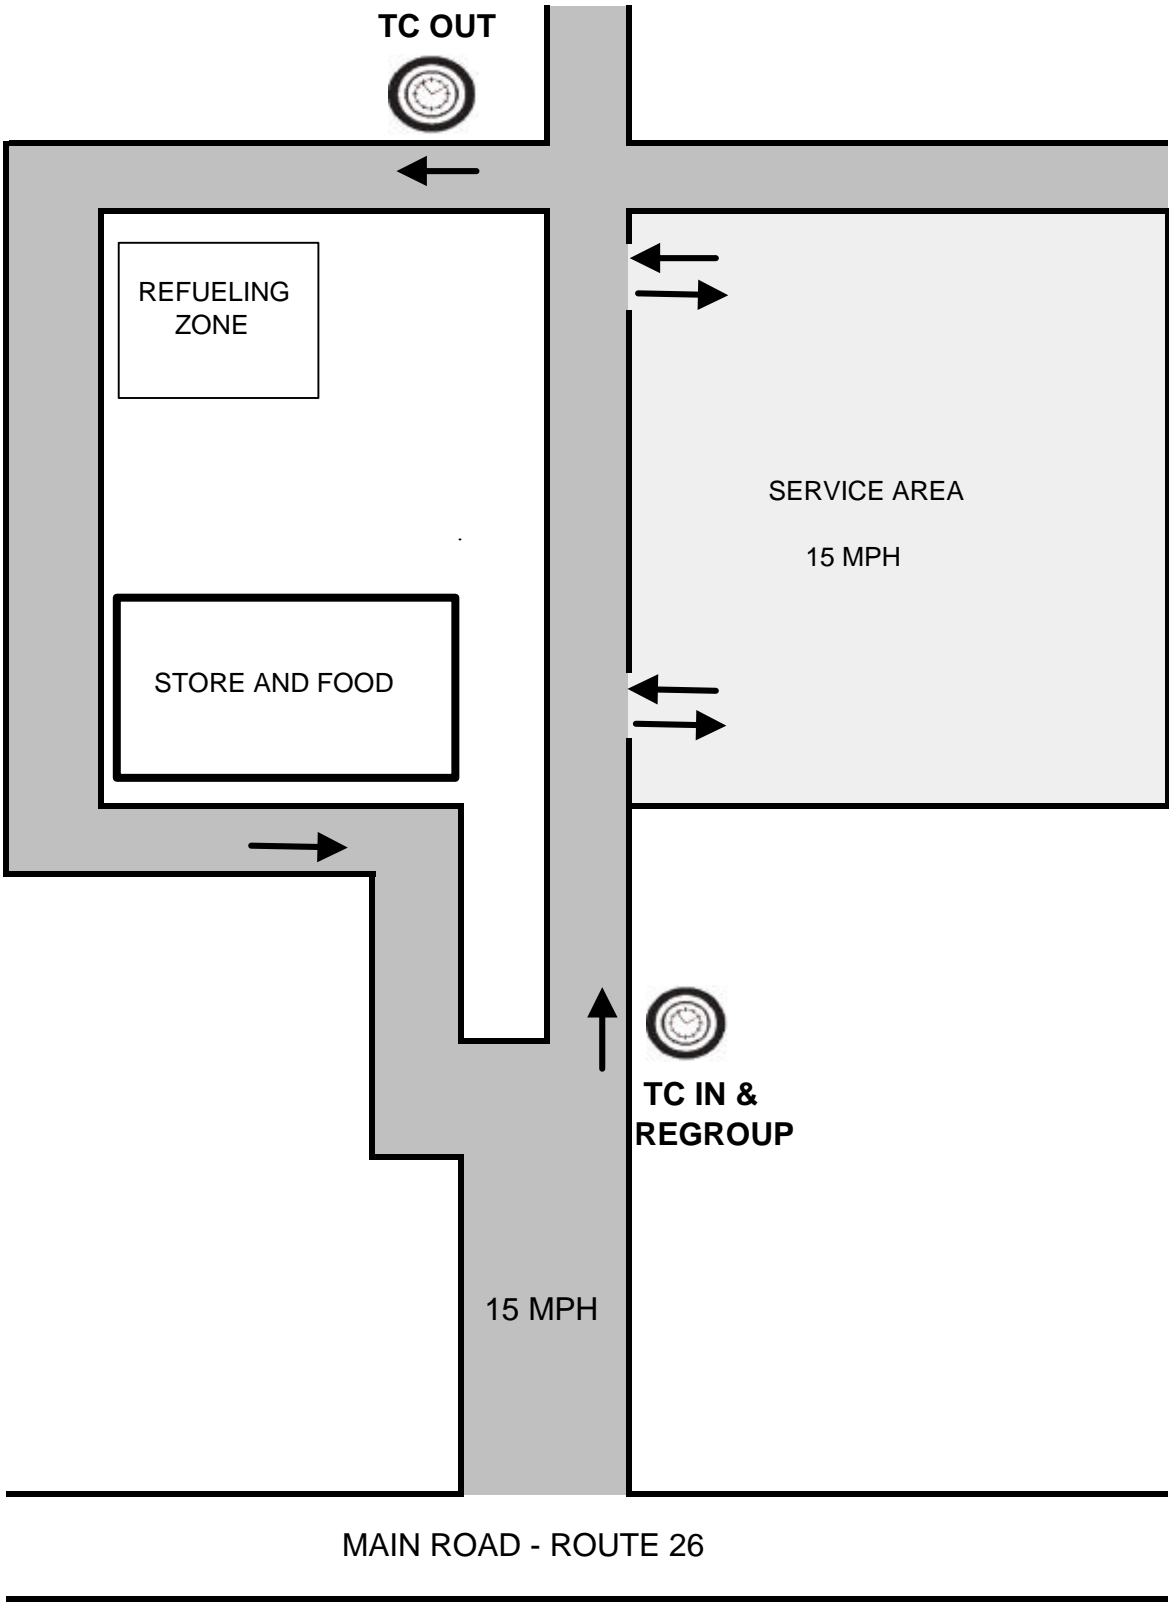 TC OUT
REFUELING
ZONE
SERVICE AREA
15 MPH
STORE AND FOOD
TC IN &
REGROUP
15 MPH
MAIN ROAD - ROUTE 26